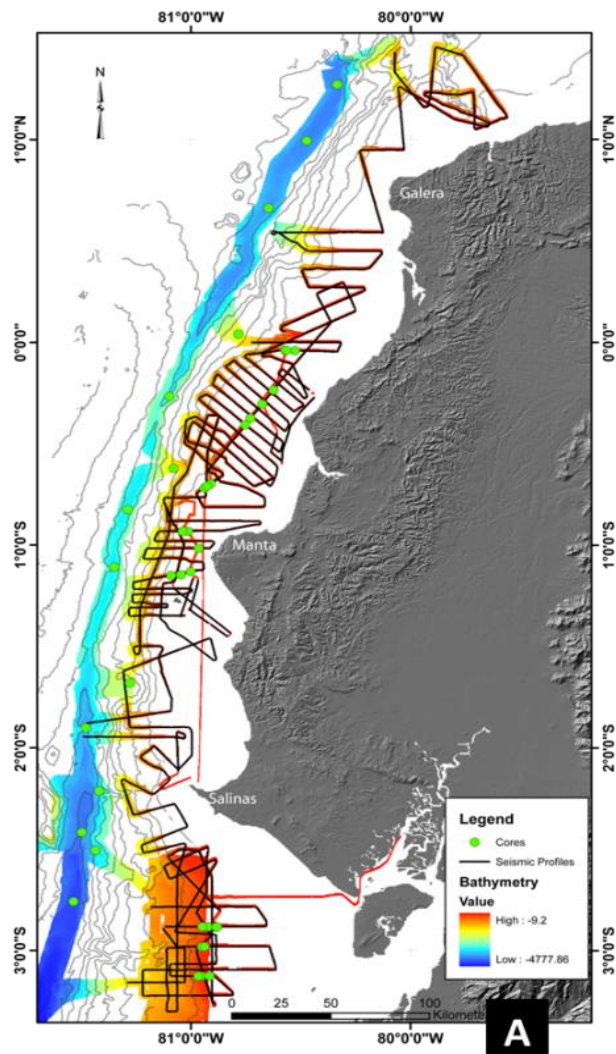 81°0'0"W 80°0'0"W
N
1°0'0"N
1°0'0"N
Galera
0°0'0"
0°0'0"
1°0'0"S
Manta
1°0'0"S
2°0'0"S
2°0'0"S
Salinas
Legend
Cores
Seismic Profiles
Bathymetry
Value
High : -9.2
Low : -4777.86
3°0'0"S
3°0'0"S
0 25 50 100
Kilomete
A
81°0'0"W 80°0'0"W